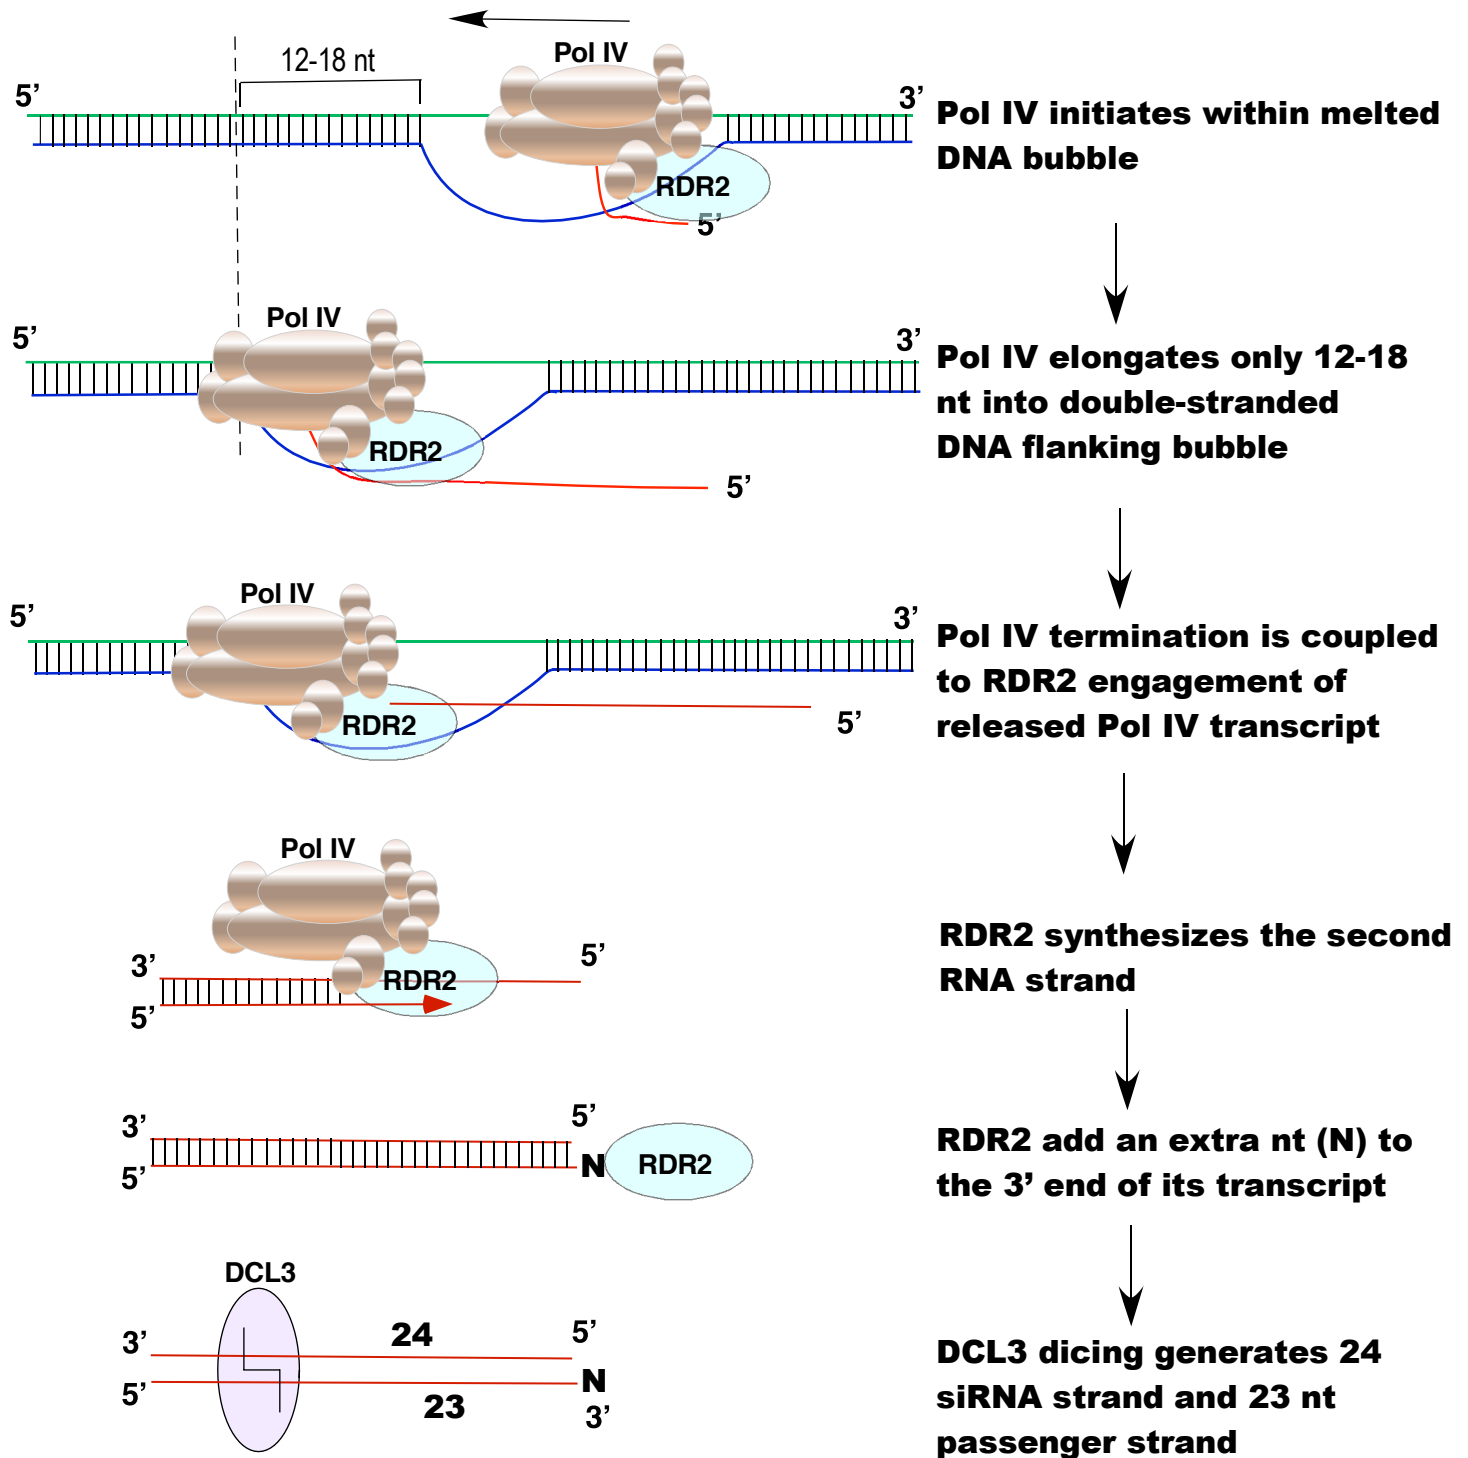 12-18 nt
Pol IV
5’
3’
RDR2
5’
Pol IV initiates within melted
DNA bubble
Pol IV
5’
3’
RDR2
5’
Pol IV elongates only 12-18
nt into double-stranded
DNA flanking bubble
Pol IV
5’
3’
RDR2
5’
Pol IV termination is coupled
to RDR2 engagement of
released Pol IV transcript
Pol IV
3’
5’
RDR2
5’
RDR2 synthesizes the second
RNA strand
3’
5’
5’
N
RDR2
RDR2 add an extra nt (N) to
the 3’ end of its transcript
DCL3
3’
24
5’
5’
23
N
3’
DCL3 dicing generates 24
siRNA strand and 23 nt
passenger strand